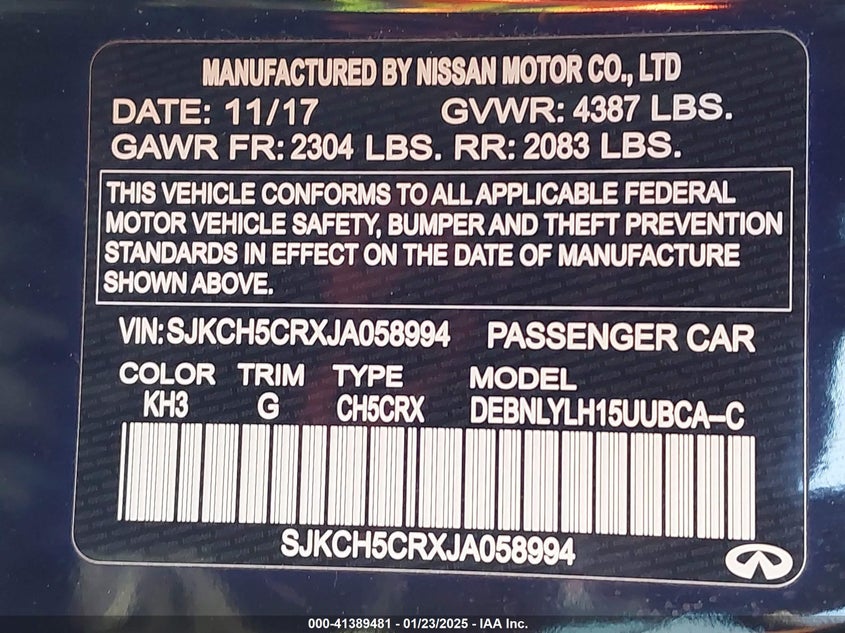 MANUFACTURED BY NISSAN MOTOR CO., LTD
DATE: 11/17 GVWR: 4387 LBS.
GAWR FR: 2304 LBS. RR: 2083 LBS.
THIS VEHICLE CONFORMS TO ALL APPLICABLE FEDERAL
MOTOR VEHICLE SAFETY, BUMPER AND THEFT PREVENTION
STANDARDS IN EFFECT ON THE DATE OF MANUFACTURE
SHOWN ABOVE.
VIN: SJKCH5CRXJA058994 PASSENGER CAR
COLOR TRIM TYPE MODEL
KH3 G CH5CRX DEBNLYLH15UUBCA–C
SJKCH5CRXJA058994
000-41389481 - 01/23/2025 - IAA Inc.